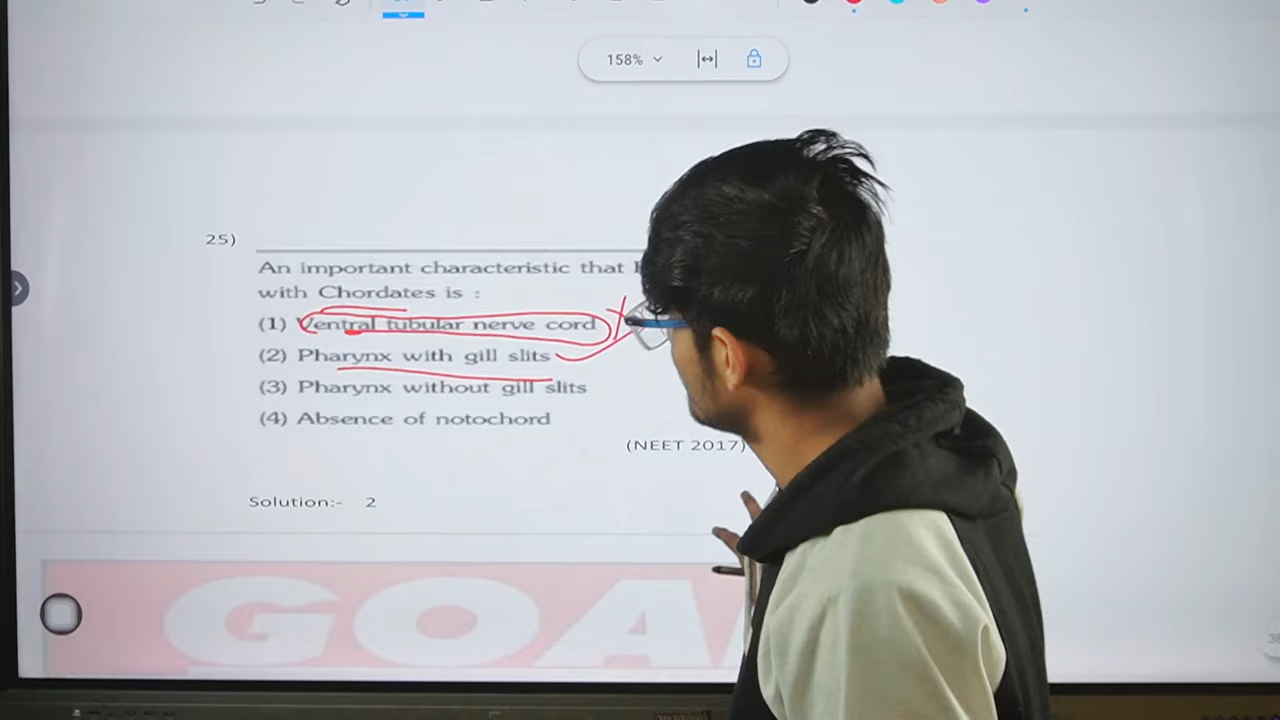 158%
25)
An important characteristic that
with Chordates is :
(1) Ventral tubular nerve cord
(2) Pharynx with gill slits
(3) Pharynx without gill slits
(4) Absence of notochord
(NEET 2017)
Solution:- 2
GOA